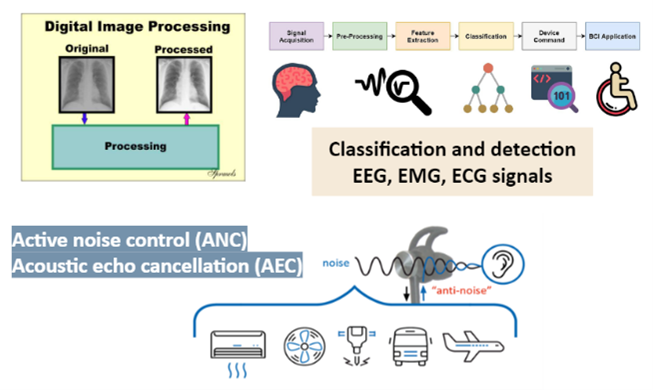 Digital Image Processing
Original Processed
Processing
Signal Acquisition
Pre-Processing
Feature Extraction
Classification
Device Command
BCI Application
</>
101
Classification and detection
EEG, EMG, ECG signals
Active noise control (ANC)
Acoustic echo cancellation (AEC)
noise
"anti-noise"